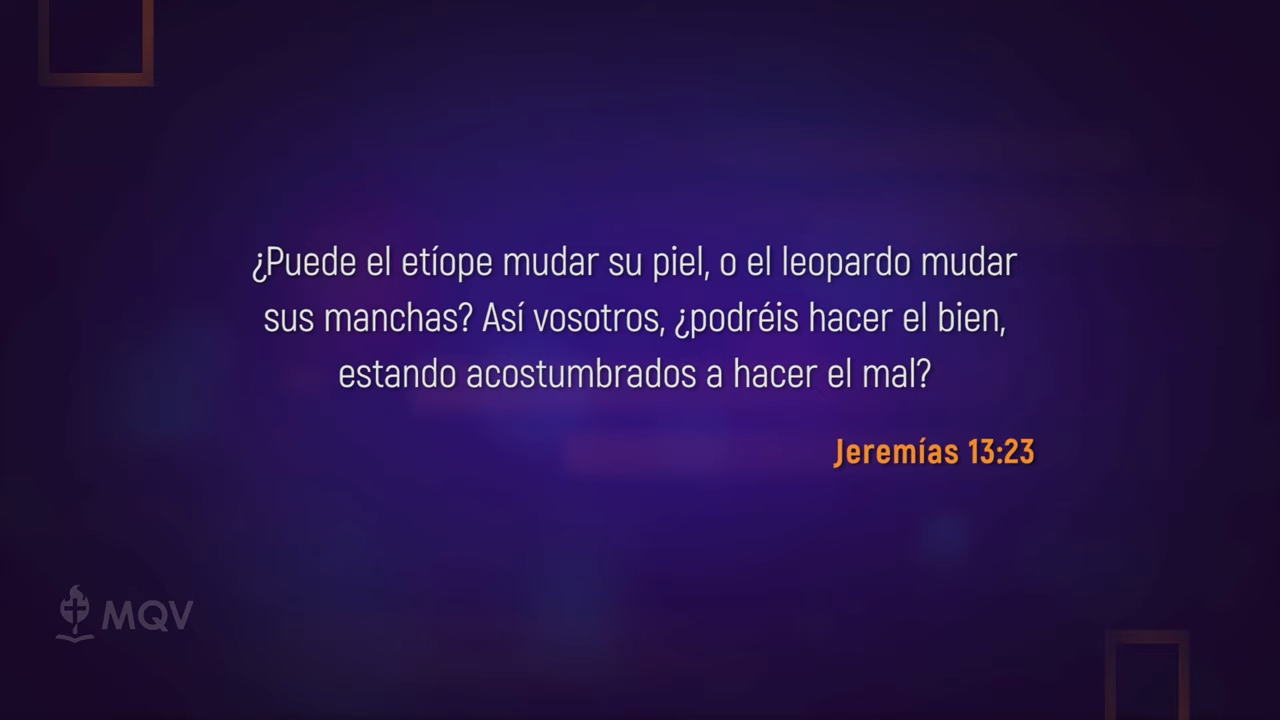 ¿Puede el etíope mudar su piel, o el leopardo mudar
sus manchas? Así vosotros, ¿podréis hacer el bien,
estando acostumbrados a hacer el mal?
Jeremías 13:23
MQV